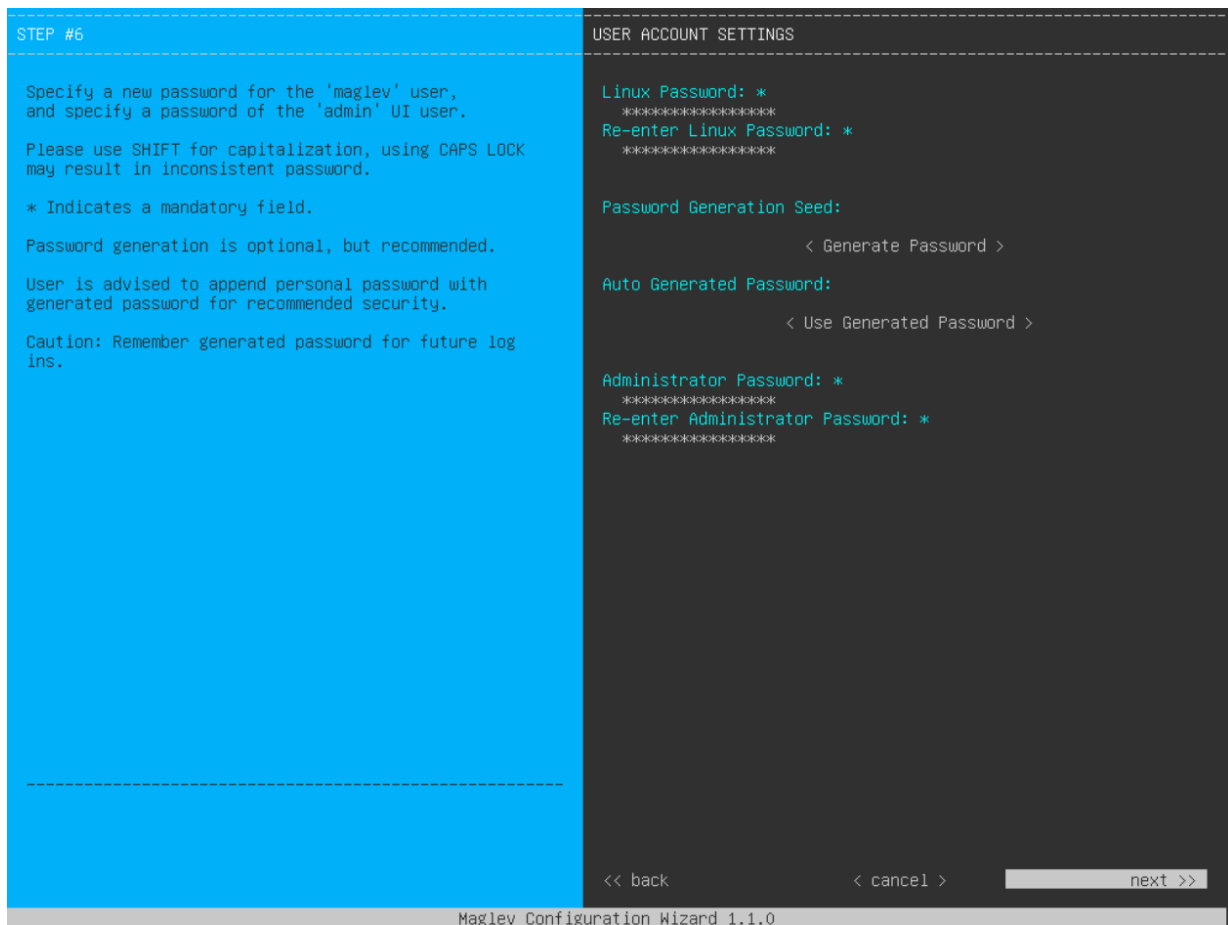 STEP #6
Specify a new password for the 'maglev' user,
and specify a password of the 'admin' UI user.
Please use SHIFT for capitalization, using CAPS LOCK
may result in inconsistent password.
* Indicates a mandatory field.
Password generation is optional, but recommended.
User is advised to append personal password with
generated password for recommended security.
Caution: Remember generated password for future log
ins.
USER ACCOUNT SETTINGS
Linux Password: *
****************
Re-enter Linux Password: *
****************
Password Generation Seed:
< Generate Password >
Auto Generated Password:
< Use Generated Password >
Administrator Password: *
****************
Re-enter Administrator Password: *
****************
<< back < cancel > next >>
Maglev Configuration Wizard 1.1.0